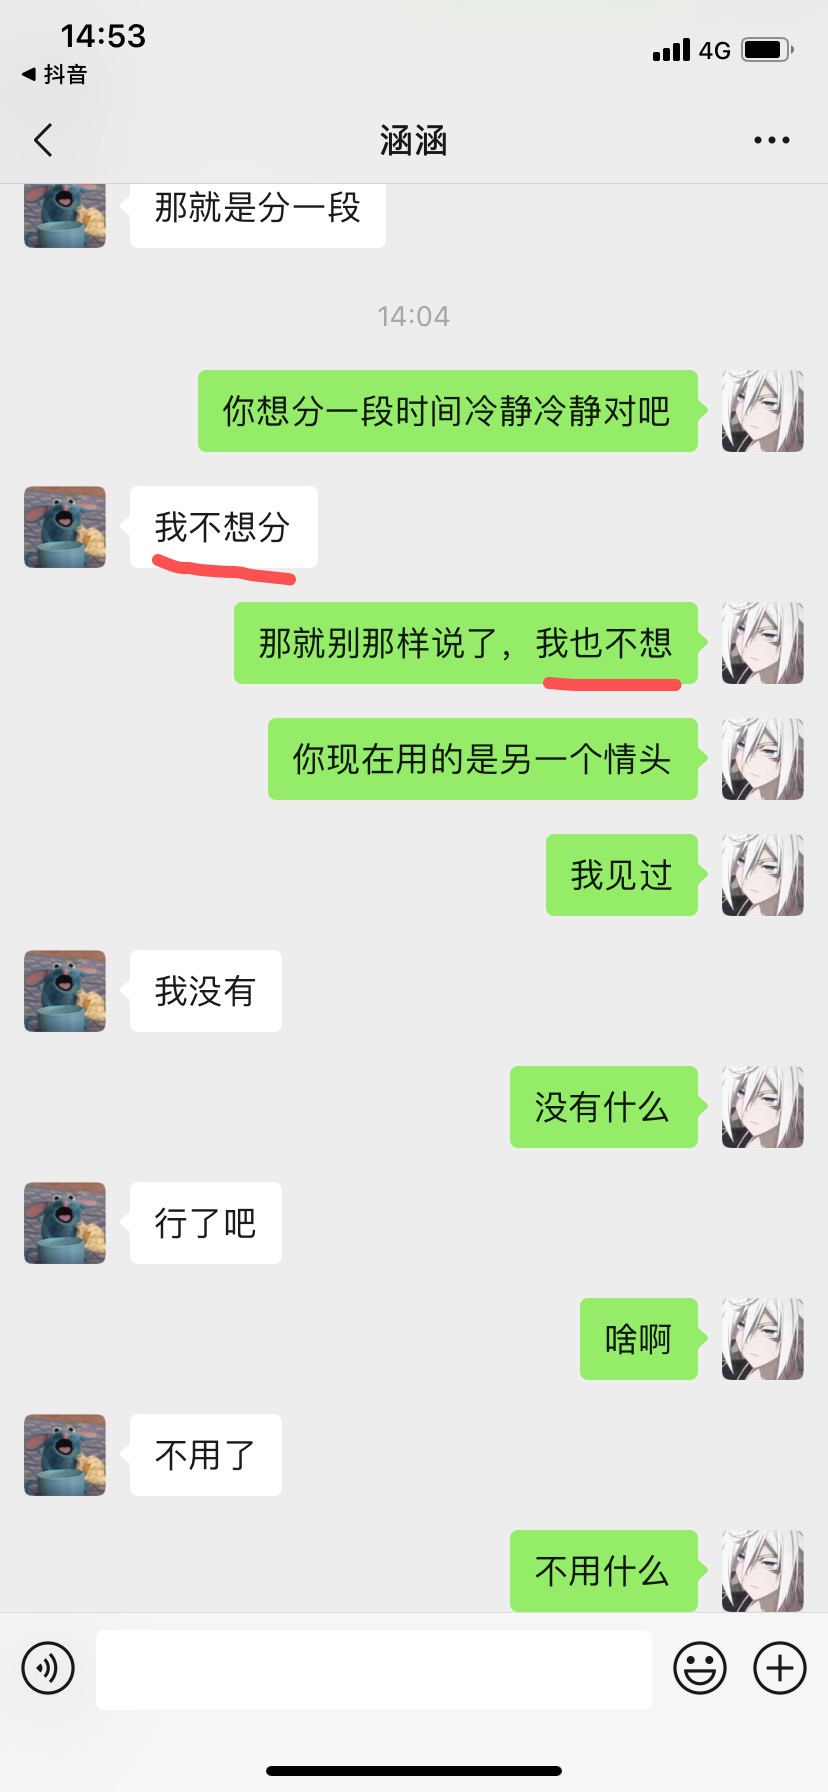 14:53
4G
抖音
涵涵
那就是分一段
14:04
你想分一段时间冷静冷静对吧
我不想分
那就别那样说了，我也不想
你现在用的是另一个情头
我见过
我没有
没有什么
行了吧
啥啊
不用了
不用什么